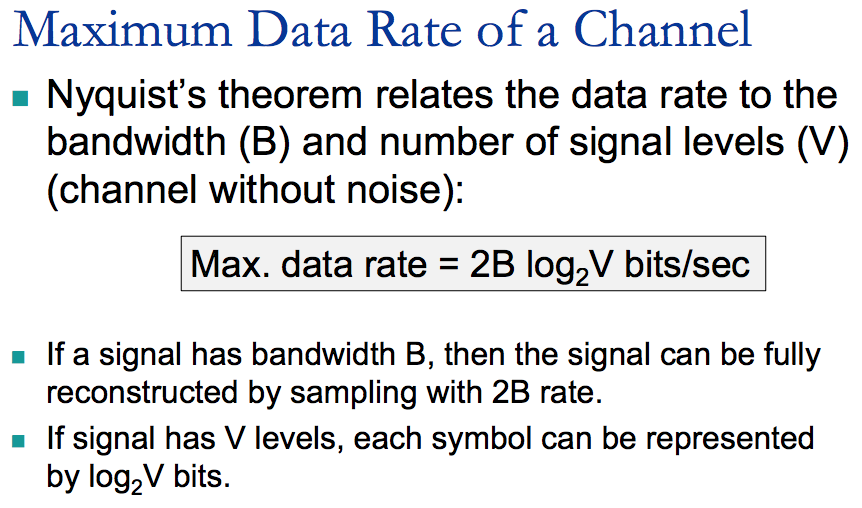 Maximum Data Rate of a Channel
Nyquist’s theorem relates the data rate to the
bandwidth (B) and number of signal levels (V)
(channel without noise):
Max. data rate = 2B log₂V bits/sec
If a signal has bandwidth B, then the signal can be fully
reconstructed by sampling with 2B rate.
If signal has V levels, each symbol can be represented
by log₂V bits.